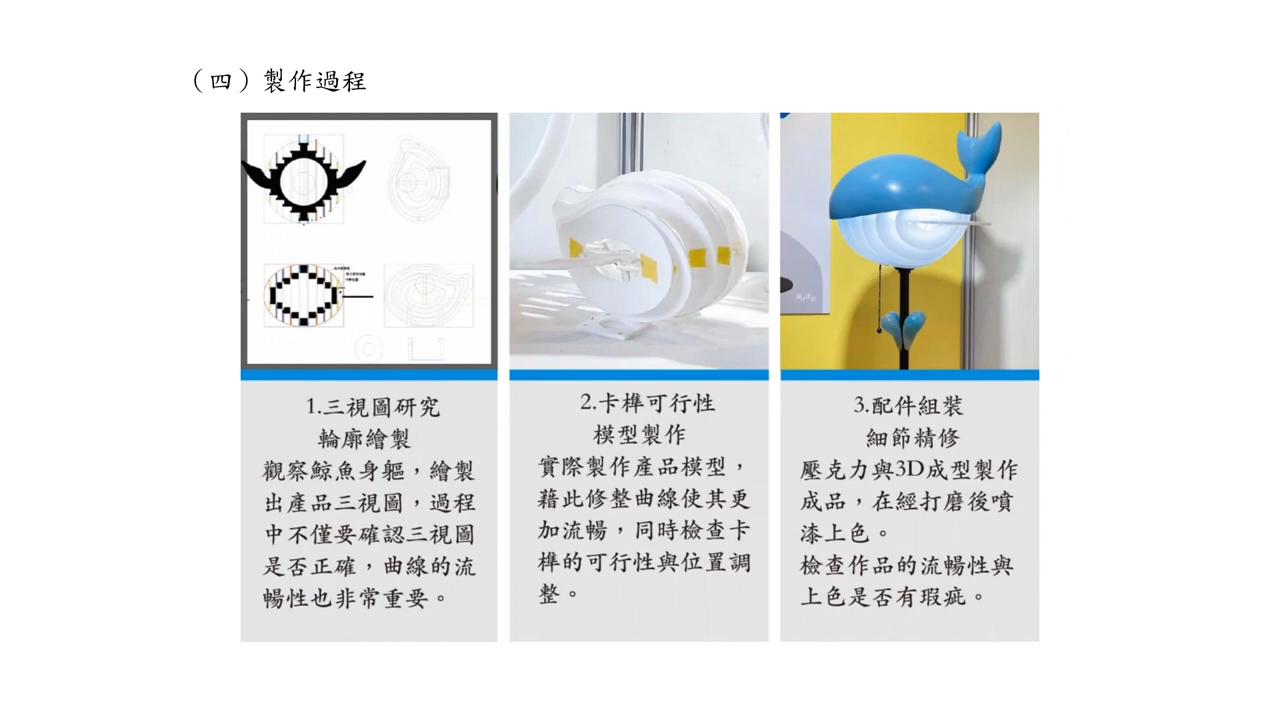 （四）製作過程
1.三視圖研究
輪廓繪製
觀察鯨魚身軀，繪製
出產品三視圖，過程
中不僅要確認三視圖
是否正確，曲線的流
暢性也非常重要。
2.卡榫可行性
模型製作
實際製作產品模型，
藉此修整曲線使其更
加流暢，同時檢查卡
榫的可行性與位置調
整。
3.配件組裝
細節精修
壓克力與3D成型製作
成品，在經打磨後噴
漆上色。
檢查作品的流暢性與
上色是否有瑕疵。